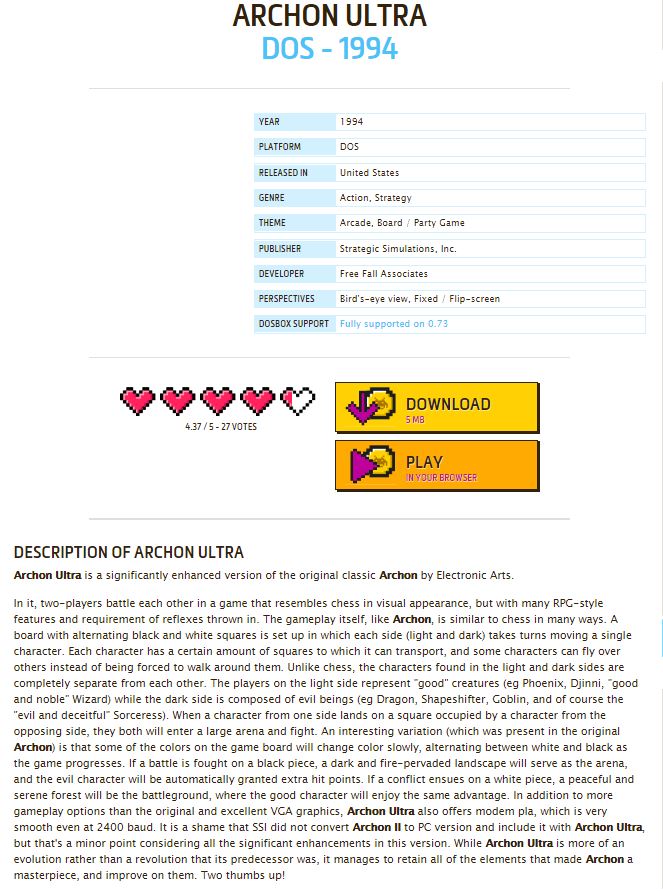 ARCHON ULTRA
DOS - 1994
YEAR 1994
PLATFORM DOS
RELEASED IN United States
GENRE Action, Strategy
THEME Arcade, Board / Party Game
PUBLISHER Strategic Simulations, Inc.
DEVELOPER Free Fall Associates
PERSPECTIVES Bird's-eye view, Fixed / Flip-screen
DOSBOX SUPPORT Fully supported on 0.73
4.37 / 5 - 27 VOTES
DOWNLOAD
5 MB
PLAY
IN YOUR BROWSER
DESCRIPTION OF ARCHON ULTRA
Archon Ultra is a significantly enhanced version of the original classic Archon by Electronic Arts.
In it, two-players battle each other in a game that resembles chess in visual appearance, but with many RPG-style
features and requirement of reflexes thrown in. The gameplay itself, like Archon, is similar to chess in many ways. A
board with alternating black and white squares is set up in which each side (light and dark) takes turns moving a single
character. Each character has a certain amount of squares to which it can transport, and some characters can fly over
others instead of being forced to walk around them. Unlike chess, the characters found in the light and dark sides are
completely separate from each other. The players on the light side represent "good" creatures (eg Phoenix, Djinni, "good
and noble" Wizard) while the dark side is composed of evil beings (eg Dragon, Shapeshifter, Goblin, and of course the
"evil and deceitful" Sorceress). When a character from one side lands on a square occupied by a character from the
opposing side, they both will enter a large arena and fight. An interesting variation (which was present in the original
Archon) is that some of the colors on the game board will change color slowly, alternating between white and black as
the game progresses. If a battle is fought on a black piece, a dark and fire-pervaded landscape will serve as the arena,
and the evil character will be automatically granted extra hit points. If a conflict ensues on a white piece, a peaceful and
serene forest will be the battleground, where the good character will enjoy the same advantage. In addition to more
gameplay options than the original and excellent VGA graphics, Archon Ultra also offers modem pla, which is very
smooth even at 2400 baud. It is a shame that SSI did not convert Archon II to PC version and include it with Archon Ultra,
but that's a minor point considering all the significant enhancements in this version. While Archon Ultra is more of an
evolution rather than a revolution that its predecessor was, it manages to retain all of the elements that made Archon a
masterpiece, and improve on them. Two thumbs up!